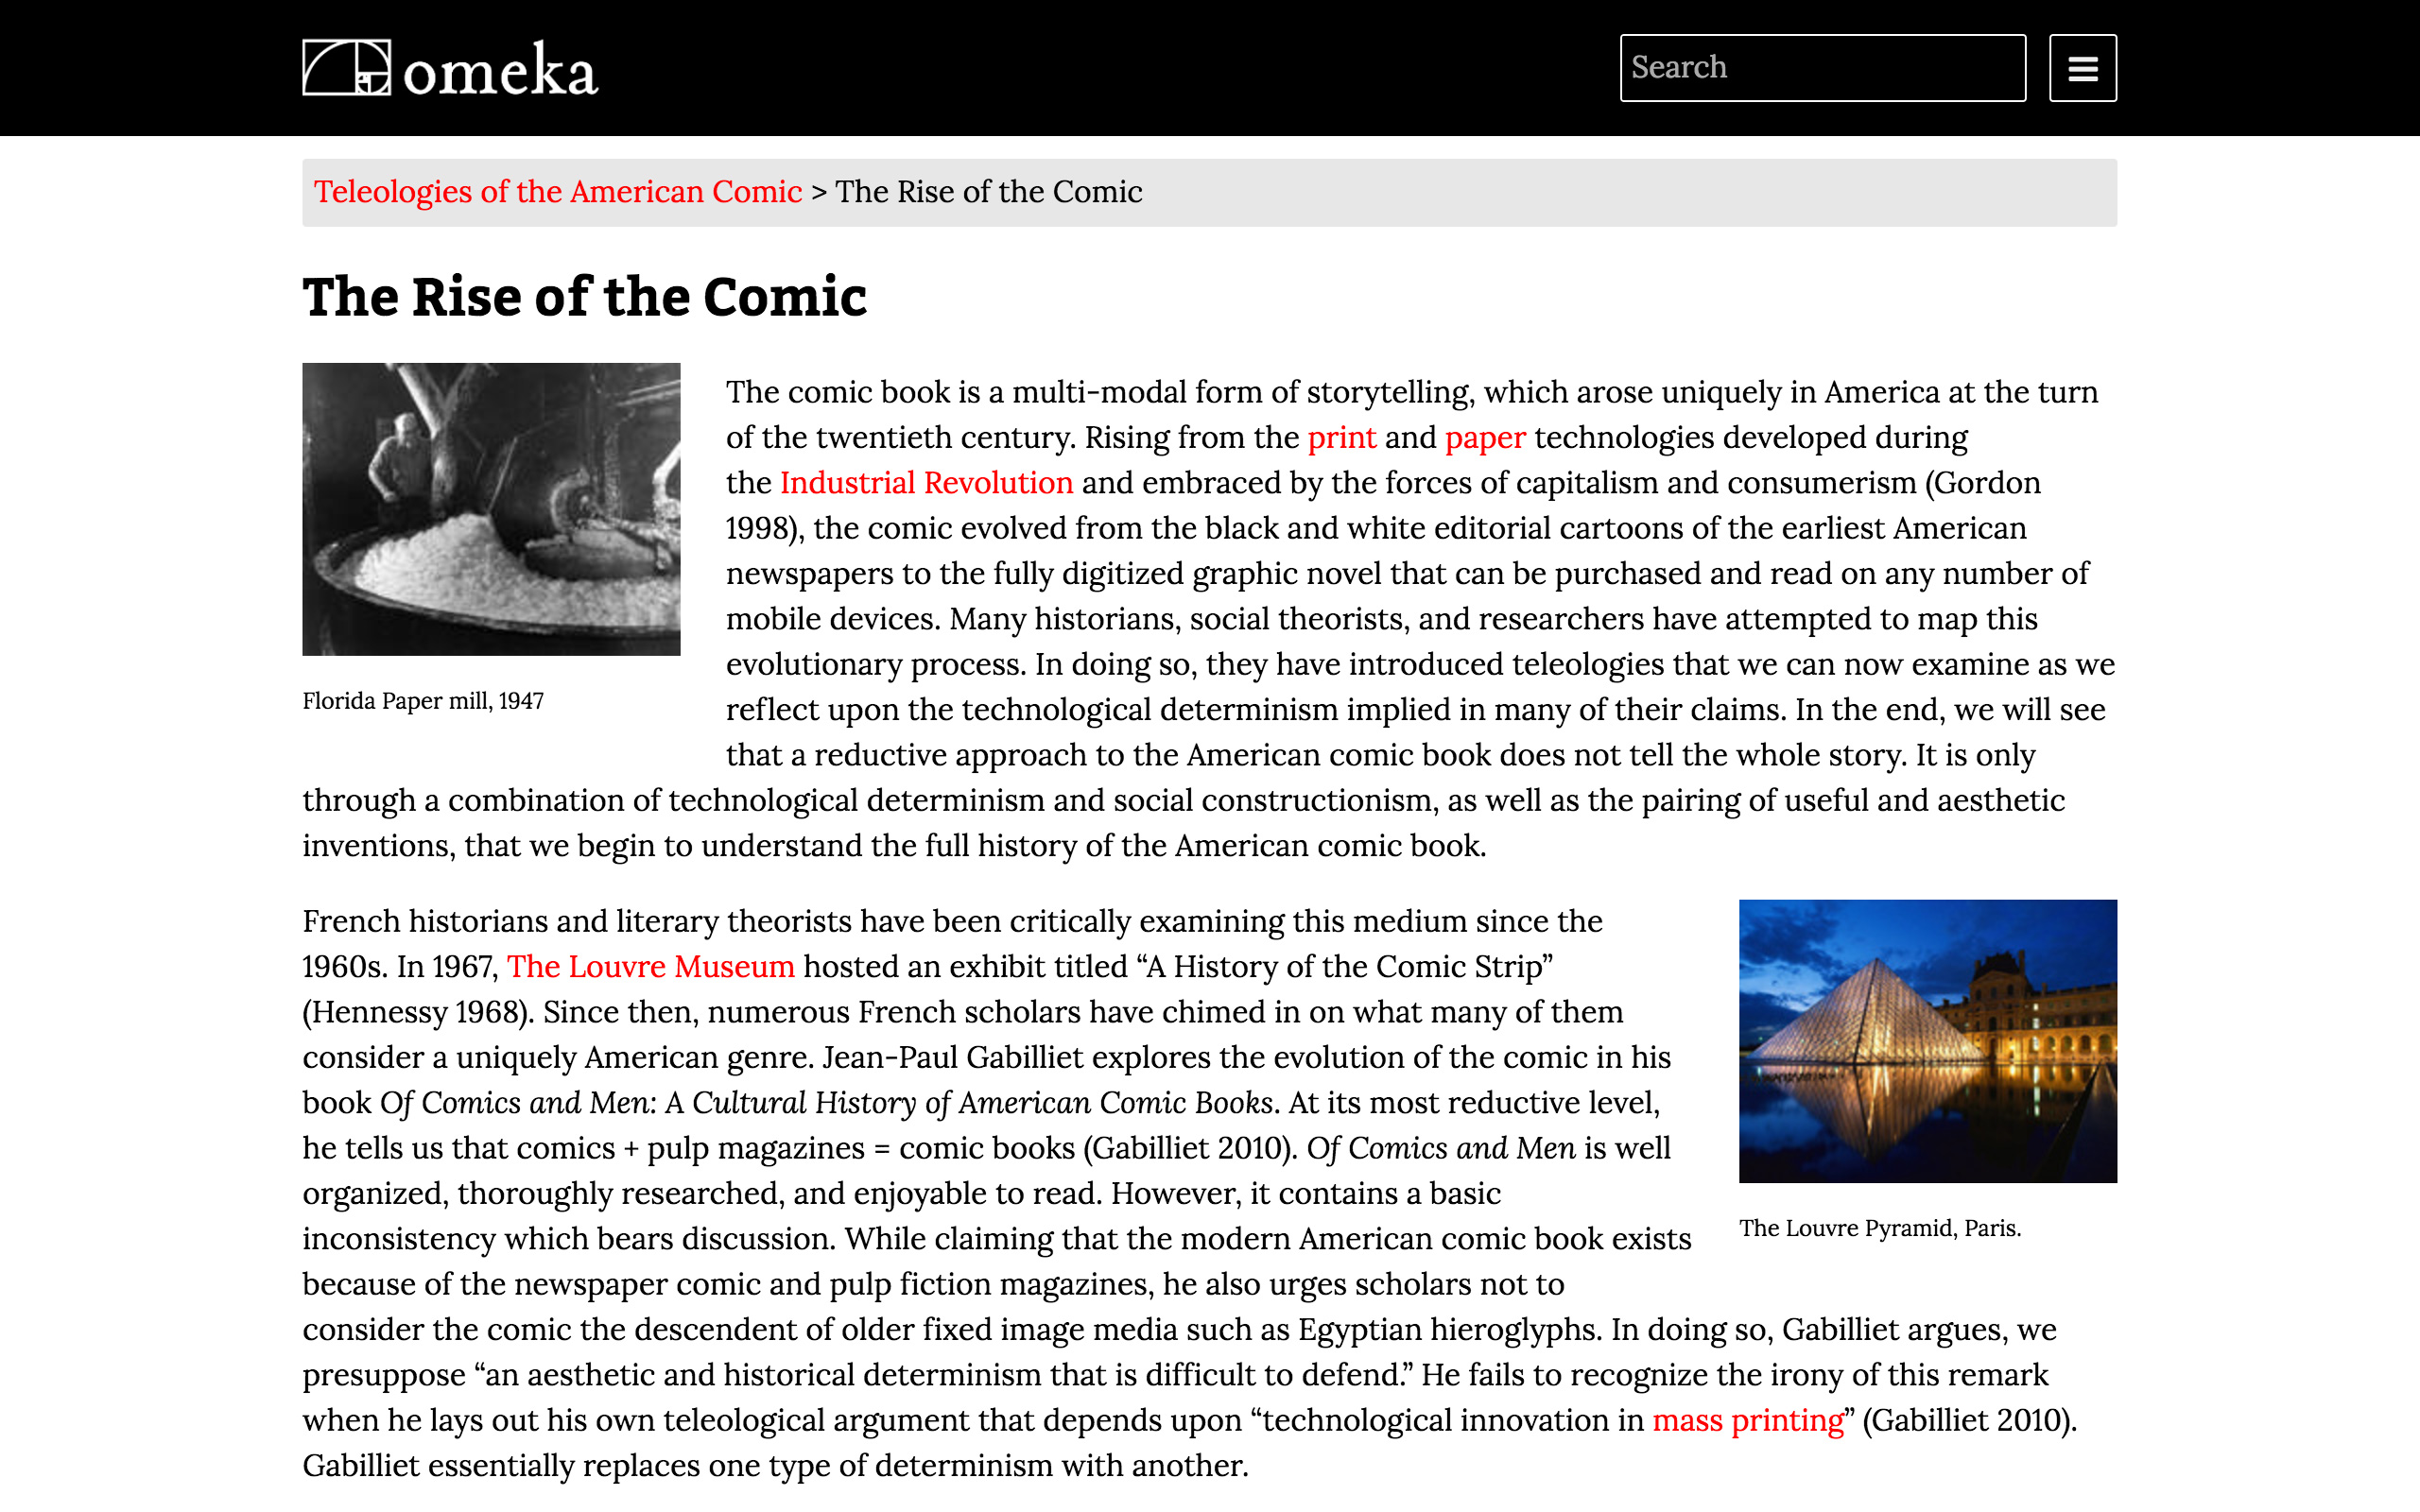 omeka
Search
Teleologies of the American Comic > The Rise of the Comic
The Rise of the Comic
The comic book is a multi-modal form of storytelling, which arose uniquely in America at the turn
of the twentieth century. Rising from the print and paper technologies developed during
the Industrial Revolution and embraced by the forces of capitalism and consumerism (Gordon
1998), the comic evolved from the black and white editorial cartoons of the earliest American
newspapers to the fully digitized graphic novel that can be purchased and read on any number of
mobile devices. Many historians, social theorists, and researchers have attempted to map this
evolutionary process. In doing so, they have introduced teleologies that we can now examine as we
reflect upon the technological determinism implied in many of their claims. In the end, we will see
that a reductive approach to the American comic book does not tell the whole story. It is only
through a combination of technological determinism and social constructionism, as well as the pairing of useful and aesthetic
inventions, that we begin to understand the full history of the American comic book.
Florida Paper mill, 1947
French historians and literary theorists have been critically examining this medium since the
1960s. In 1967, The Louvre Museum hosted an exhibit titled “A History of the Comic Strip”
(Hennessy 1968). Since then, numerous French scholars have chimed in on what many of them
consider a uniquely American genre. Jean-Paul Gabilliet explores the evolution of the comic in his
book Of Comics and Men: A Cultural History of American Comic Books. At its most reductive level,
he tells us that comics + pulp magazines = comic books (Gabilliet 2010). Of Comics and Men is well
organized, thoroughly researched, and enjoyable to read. However, it contains a basic
inconsistency which bears discussion. While claiming that the modern American comic book exists
because of the newspaper comic and pulp fiction magazines, he also urges scholars not to
consider the comic the descendent of older fixed image media such as Egyptian hieroglyphs. In doing so, Gabilliet argues, we
presuppose “an aesthetic and historical determinism that is difficult to defend.” He fails to recognize the irony of this remark
when he lays out his own teleological argument that depends upon “technological innovation in mass printing” (Gabilliet 2010).
Gabilliet essentially replaces one type of determinism with another.
The Louvre Pyramid, Paris.